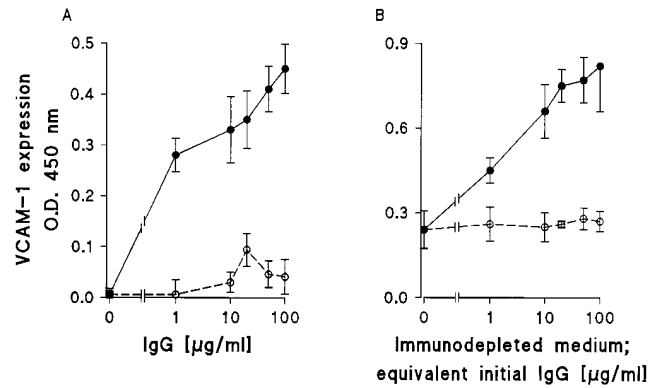 A
B
VCAM-1 expression
O.D. 450 nm
0.5
0.4
0.3
0.2
0.1
0.0
0 1 10 100
IgG [µg/ml]
0.9
0.6
0.3
0.0
0 1 10 100
Immunodepleted medium;
equivalent initial IgG [µg/ml]